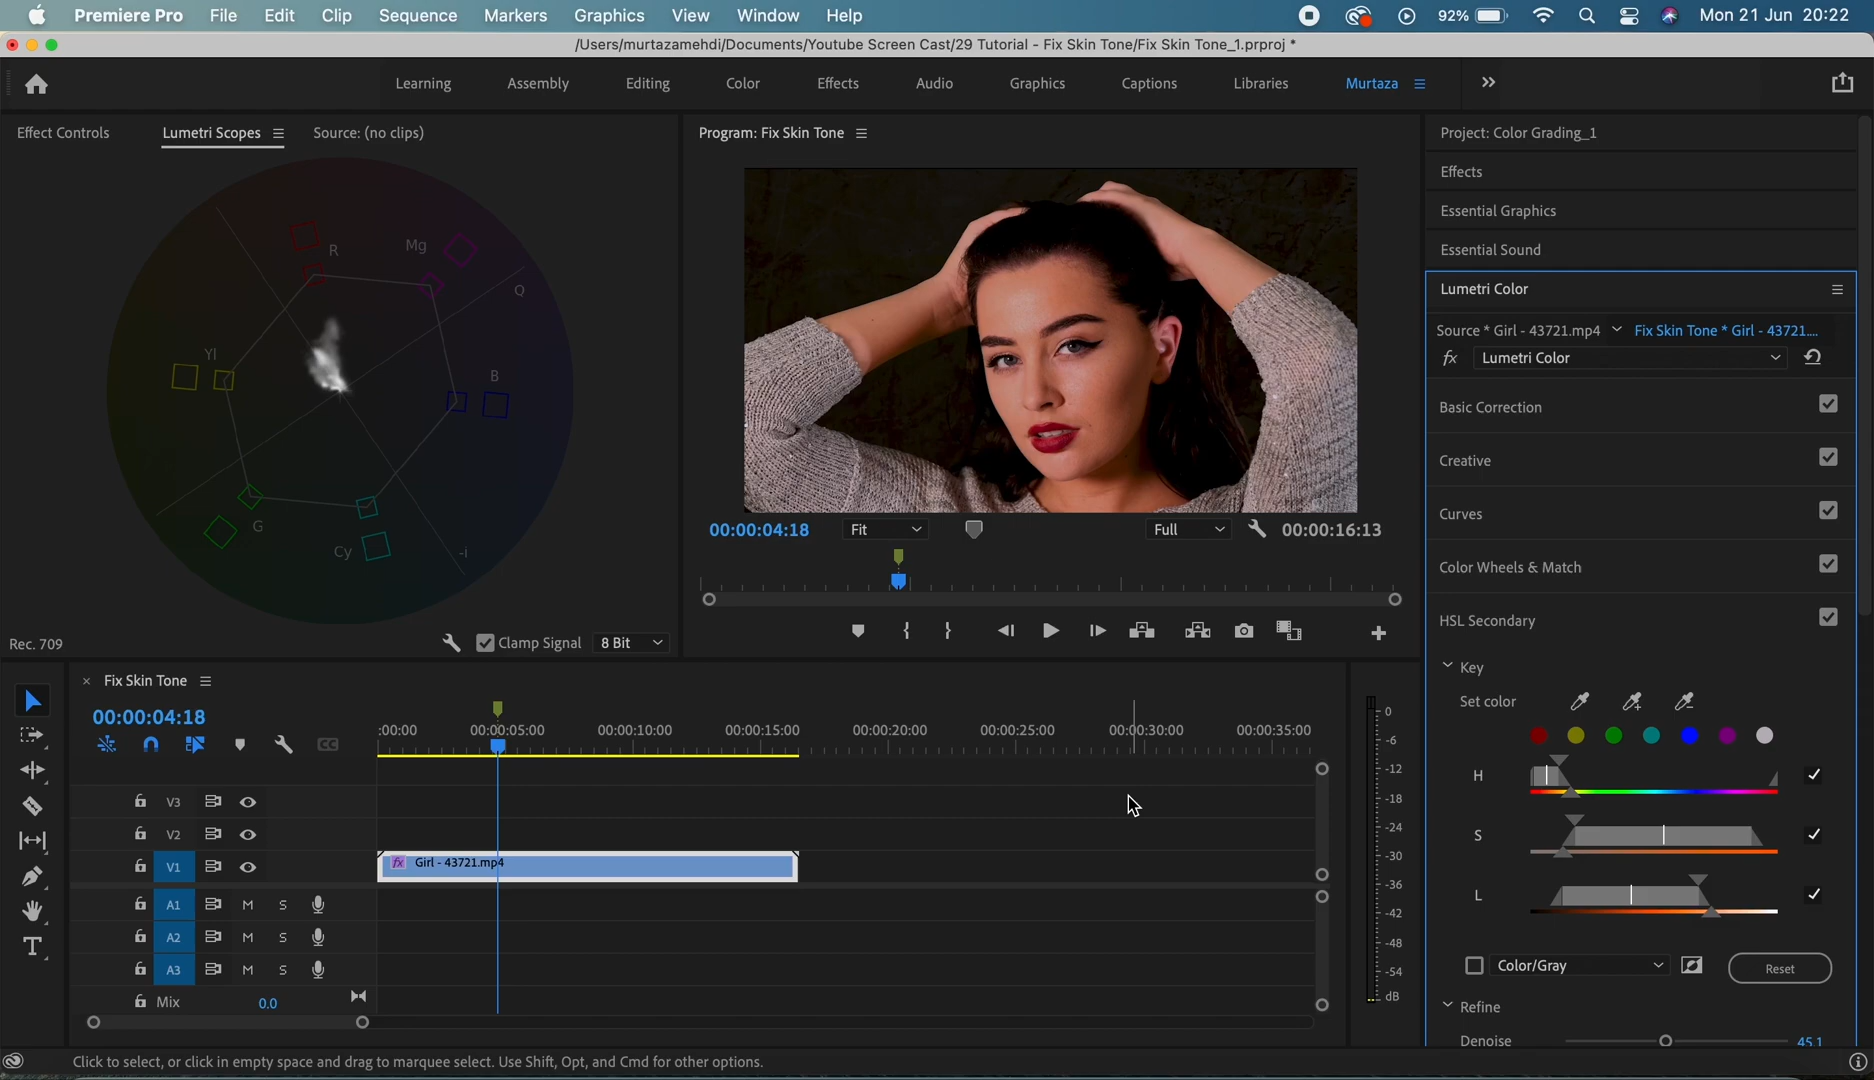 Premiere Pro File Edit Clip Sequence Markers Graphics View Window Help 92% Mon 21 Jun 20:22
/Users/murtazamehdi/Documents/Youtube Screen Cast/29 Tutorial - Fix Skin Tone/Fix Skin Tone_1.prproj *
Learning Assembly Editing Color Effects Audio Graphics Captions Libraries Murtaza
Effect Controls Lumetri Scopes Source: (no clips)
R Mg Q
Yl B
G Cy -i
Rec. 709 Clamp Signal 8 Bit
Program: Fix Skin Tone
00:00:04:18 Fit Full 00:00:16:13
Project: Color Grading_1
Effects
Essential Graphics
Essential Sound
Lumetri Color
Source * Girl - 43721.mp4 Fix Skin Tone * Girl - 43721....
fx Lumetri Color
Basic Correction
Creative
Curves
Color Wheels & Match
HSL Secondary
Key
Set color
H
S
L
Color/Gray Reset
Refine
Denoise 45.1
× Fix Skin Tone
00:00:04:18
:00:00 00:00:05:00 00:00:10:00 00:00:15:00 00:00:20:00 00:00:25:00 00:00:30:00 00:00:35:00
V3
V2
V1 fx Girl - 43721.mp4
A1 M S
A2 M S
A3 M S
Mix 0.0
0
-6
-12
-18
-24
-30
-36
-42
-48
-54
dB
Click to select, or click in empty space and drag to marquee select. Use Shift, Opt, and Cmd for other options.